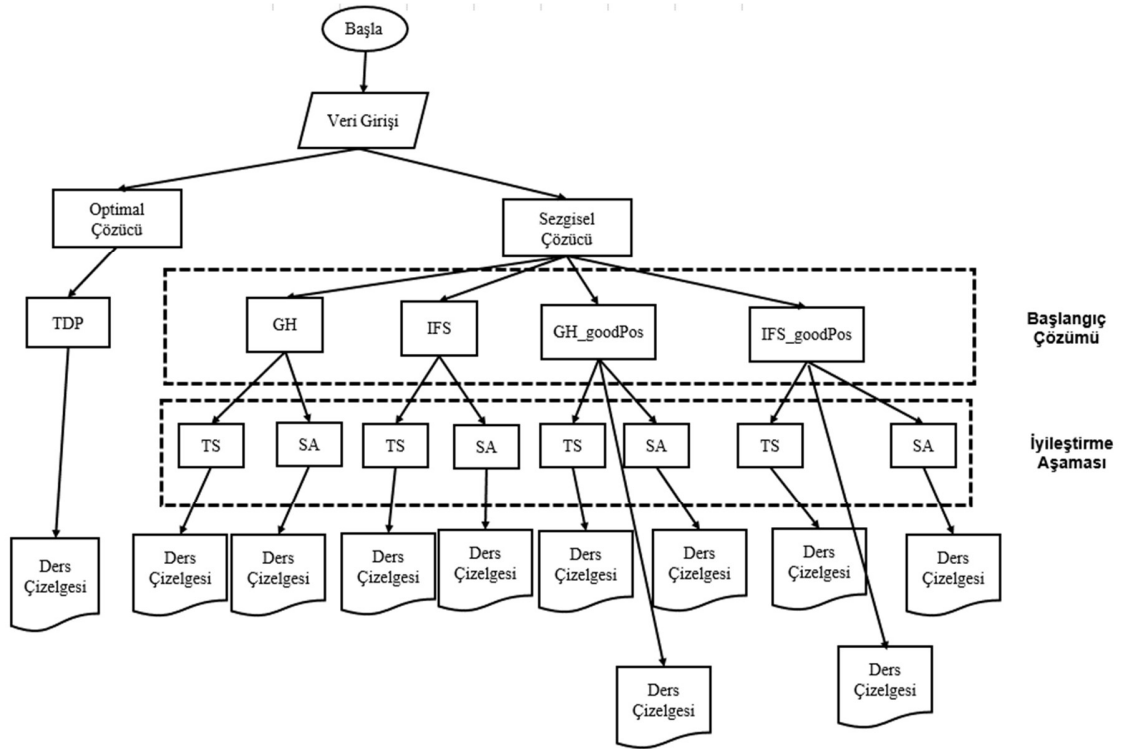 Başla
Veri Girişi
Optimal
Çözücü
Sezgisel
Çözücü
TDP
GH
IFS
GH_goodPos
IFS_goodPos
Başlangıç
Çözümü
TS
SA
TS
SA
TS
SA
TS
SA
İyileştirme
Aşaması
Ders
Çizelgesi
Ders
Çizelgesi
Ders
Çizelgesi
Ders
Çizelgesi
Ders
Çizelgesi
Ders
Çizelgesi
Ders
Çizelgesi
Ders
Çizelgesi
Ders
Çizelgesi
Ders
Çizelgesi
Ders
Çizelgesi